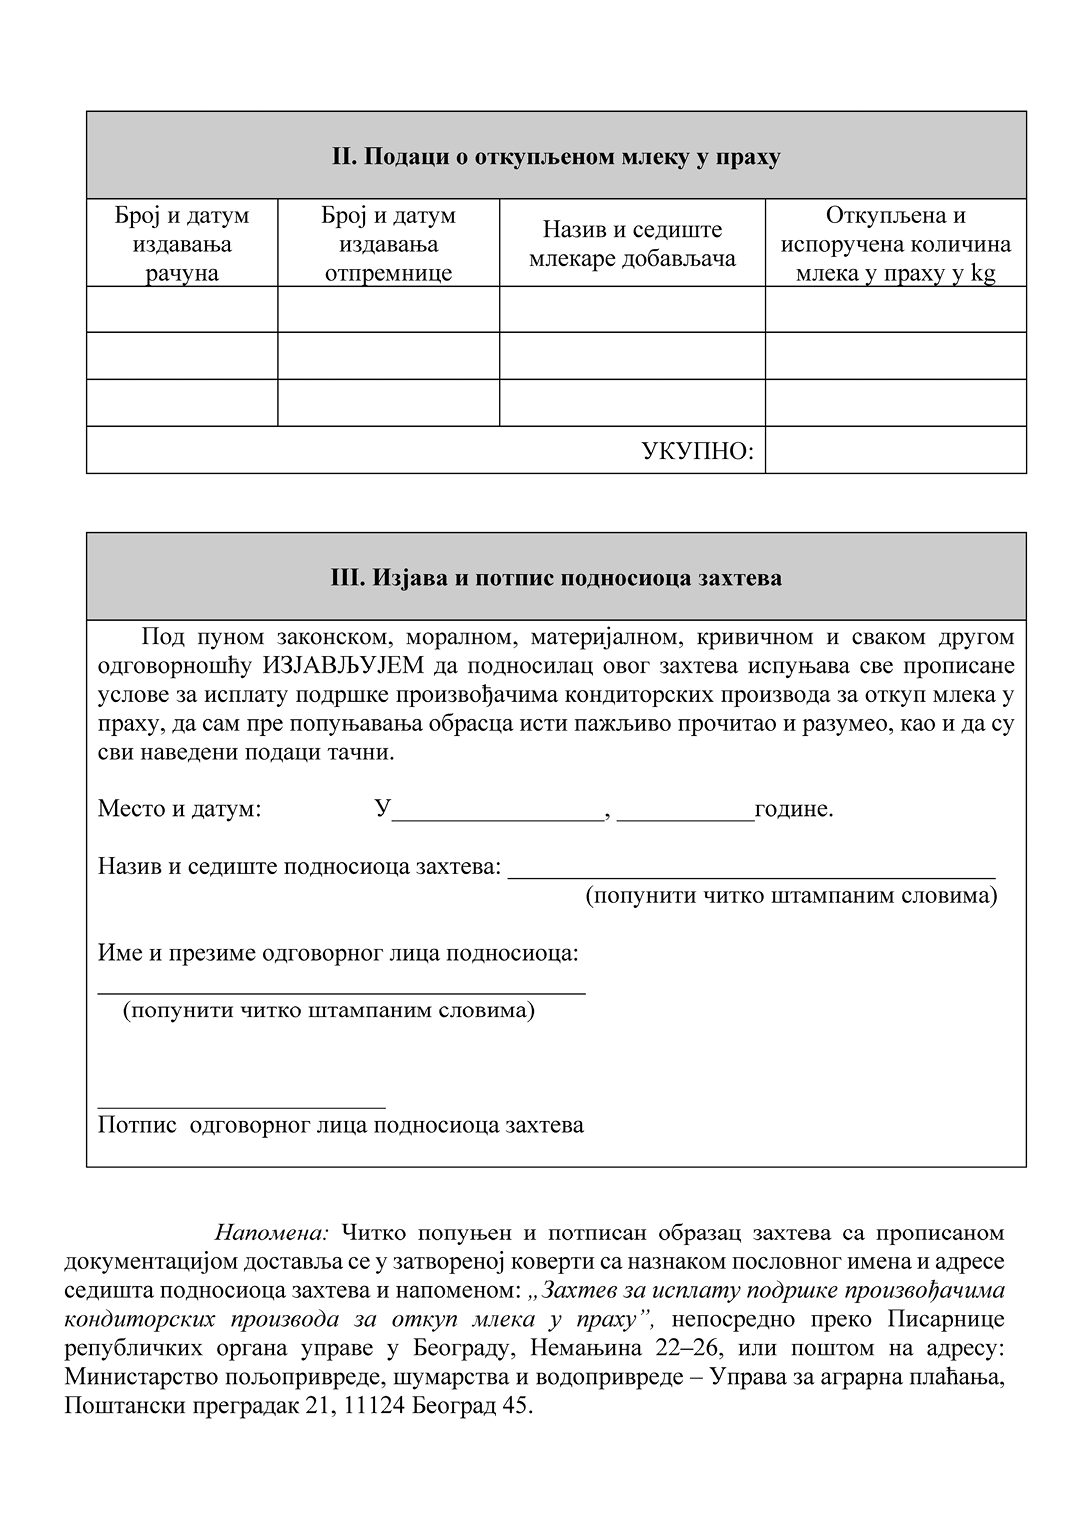 II. Подаци о откупљеном млеку у праху
Број и датум
издавања
рачуна
Број и датум
издавања
отпремнице
Назив и седиште
млекаре добављача
Откупљена и
испоручена количина
млека у праху у kg
УКУПНО:
III. Изјава и потпис подносиоца захтева
Под пуном законском, моралном, материјалном, кривичном и сваком другом
одговорношћу ИЗЈАВЉУЈЕМ да подносилац овог захтева испуњава све прописане
услове за исплату подршке произвођачима кондиторских производа за откуп млека у
праху, да сам пре попуњавања обрасца исти пажљиво прочитао и разумео, као и да су
сви наведени подаци тачни.
Место и датум: У_________________, ___________године.
Назив и седиште подносиоца захтева: _______________________________________
(попунити читко штампаним словима)
Име и презиме одговорног лица подносиоца:
_______________________________________
(попунити читко штампаним словима)
_______________________
Потпис одговорног лица подносиоца захтева
Напомена: Читко попуњен и потписан образац захтева са прописаном
документацијом доставља се у затвореној коверти са назнаком пословног имена и адресе
седишта подносиоца захтева и напоменом: „Захтев за исплату подршке произвођачима
кондиторских производа за откуп млека у праху”, непосредно преко Писарнице
републичких органа управе у Београду, Немањина 22–26, или поштом на адресу:
Министарство пољопривреде, шумарства и водопривреде – Управа за аграрна плаћања,
Поштански преградак 21, 11124 Београд 45.